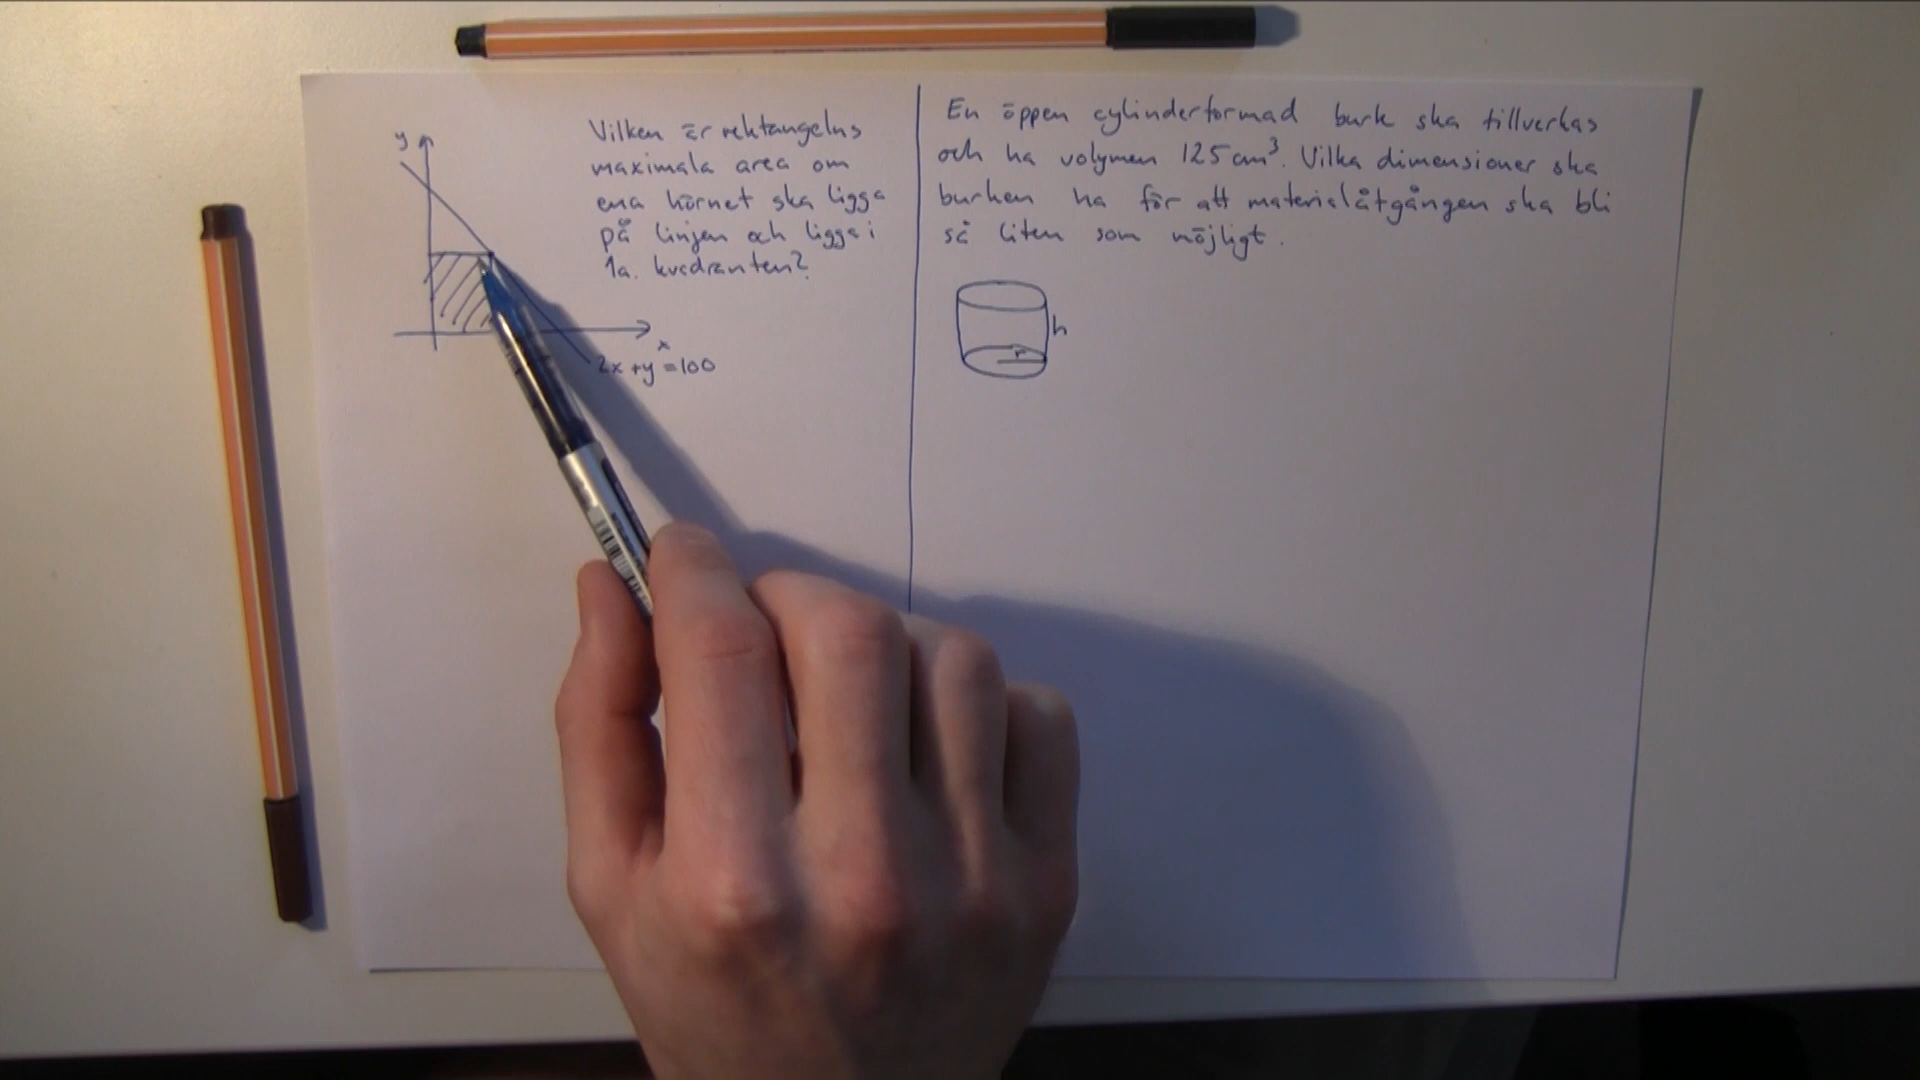 Vilken är rektangelns
maximala area om
ena hörnet ska ligga
på linjen och ligga i
1a. kvadranten?
y
x
2x + y = 100
En öppen cylinderformad burk ska tillverkas
och ha volymen 125 cm³. Vilka dimensioner ska
burken ha för att materialåtgången ska bli
så liten som möjligt.
h
r